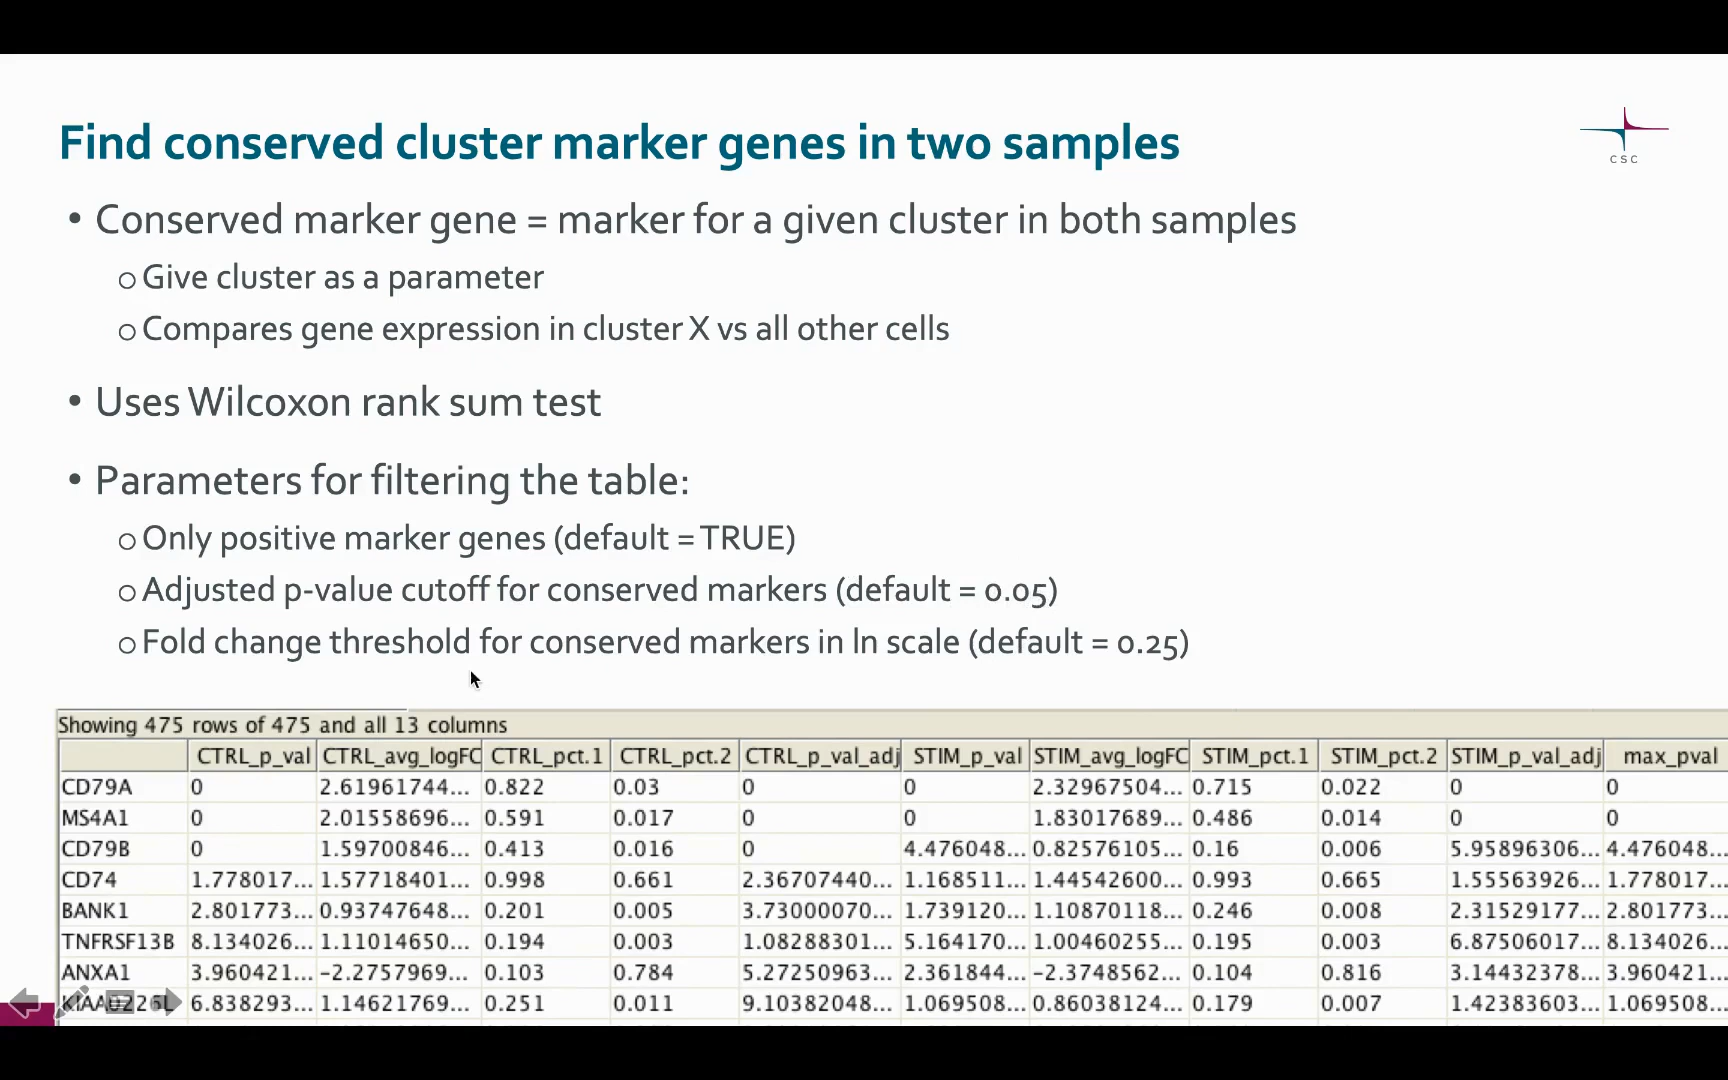 Find conserved cluster marker genes in two samples
CSC
• Conserved marker gene = marker for a given cluster in both samples
o Give cluster as a parameter
o Compares gene expression in cluster X vs all other cells
• Uses Wilcoxon rank sum test
• Parameters for filtering the table:
o Only positive marker genes (default = TRUE)
o Adjusted p-value cutoff for conserved markers (default = 0.05)
o Fold change threshold for conserved markers in ln scale (default = 0.25)
Showing 475 rows of 475 and all 13 columns
CTRL_p_val CTRL_avg_logFC CTRL_pct.1 CTRL_pct.2 CTRL_p_val_adj STIM_p_val STIM_avg_logFC STIM_pct.1 STIM_pct.2 STIM_p_val_adj max_pval
CD79A 0 2.61961744... 0.822 0.03 0 0 2.32967504... 0.715 0.022 0 0
MS4A1 0 2.01558696... 0.591 0.017 0 0 1.83017689... 0.486 0.014 0 0
CD79B 0 1.59700846... 0.413 0.016 0 4.476048... 0.82576105... 0.16 0.006 5.95896306... 4.476048...
CD74 1.778017... 1.57718401... 0.998 0.661 2.36707440... 1.168511... 1.44542600... 0.993 0.665 1.55563926... 1.778017...
BANK1 2.801773... 0.93747648... 0.201 0.005 3.73000070... 1.739120... 1.10870118... 0.246 0.008 2.31529177... 2.801773...
TNFRSF13B 8.134026... 1.11014650... 0.194 0.003 1.08288301... 5.164170... 1.00460255... 0.195 0.003 6.87506017... 8.134026...
ANXA1 3.960421... -2.2757969... 0.103 0.784 5.27250963... 2.361844... -2.3748562... 0.104 0.816 3.14432378... 3.960421...
KIAA0226L 6.838293... 1.14621769... 0.251 0.011 9.10382048... 1.069508... 0.86038124... 0.179 0.007 1.42383603... 1.069508...